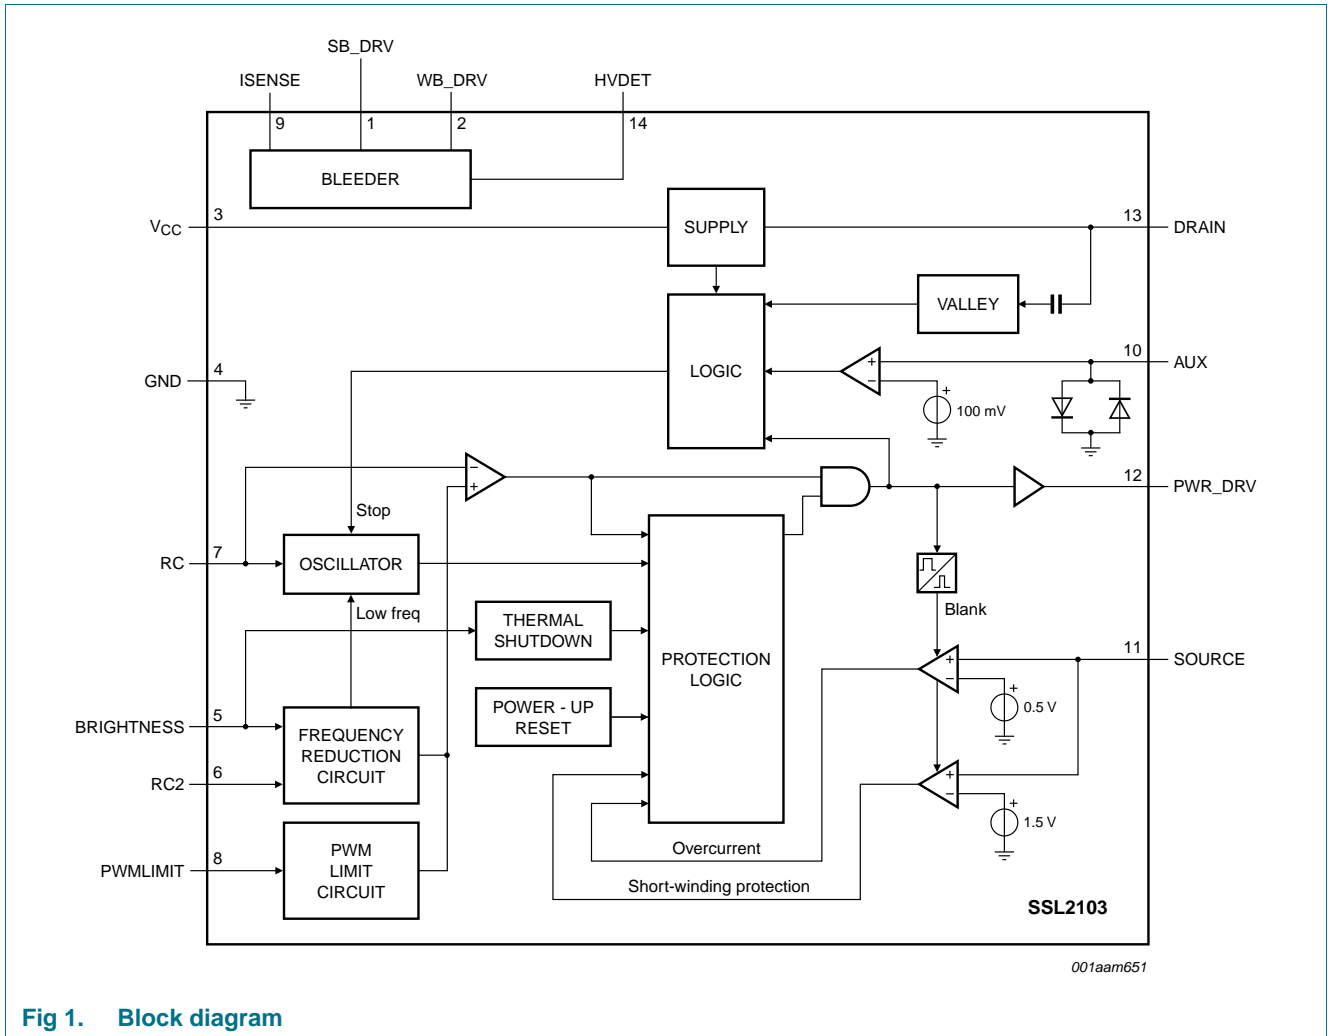 SB_DRV
ISENSE
WB_DRV
HVDET
9
1
2
14
BLEEDER
3
VCC
SUPPLY
13
DRAIN
VALLEY
4
GND
LOGIC
+
−
+
100 mV
10
AUX
−
+
Stop
12
PWR_DRV
7
RC
OSCILLATOR
Low freq
Blank
THERMAL
SHUTDOWN
PROTECTION
LOGIC
11
SOURCE
+
−
+
0.5 V
POWER - UP
RESET
5
BRIGHTNESS
FREQUENCY
REDUCTION
CIRCUIT
6
RC2
+
−
+
1.5 V
8
PWMLIMIT
PWM
LIMIT
CIRCUIT
Overcurrent
Short-winding protection
SSL2103
001aam651
Fig 1. Block diagram